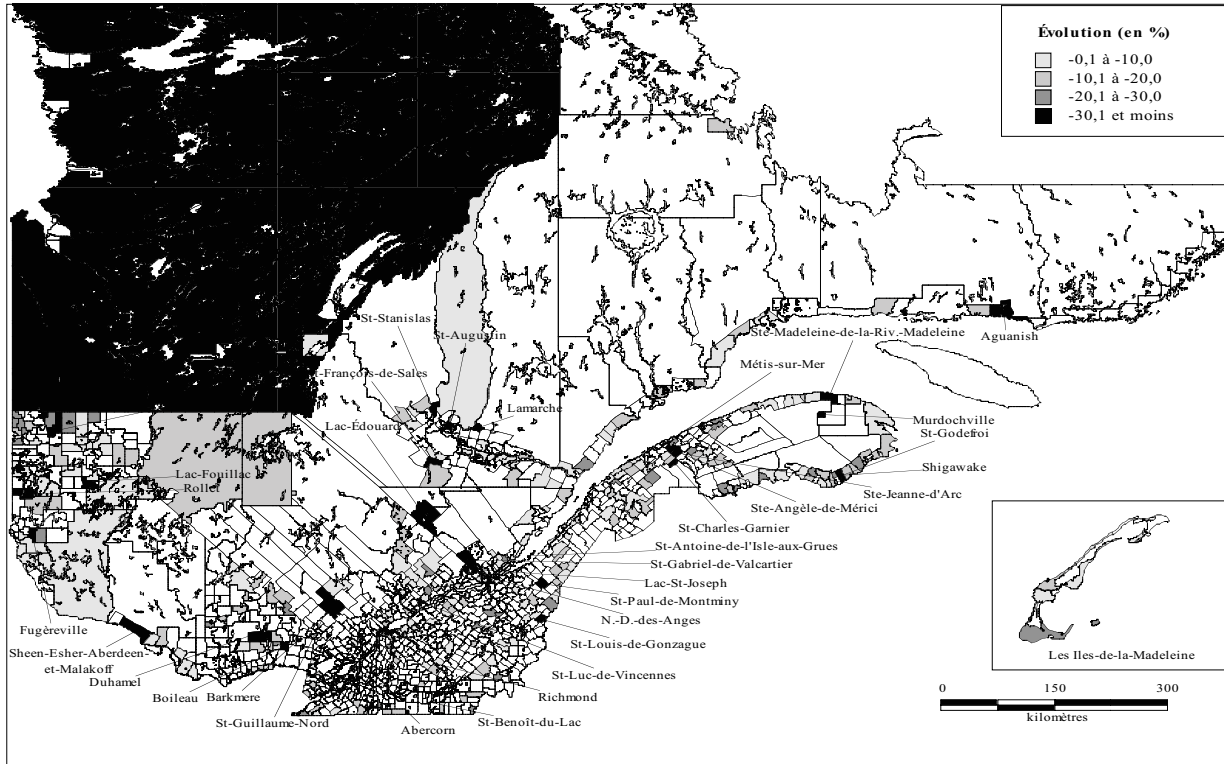 Évolution (en %)
-0,1 à -10,0
-10,1 à -20,0
-20,1 à -30,0
-30,1 et moins
St-Stanislas
St-Augustin
Ste-Madeleine-de-la-Riv.-Madeleine
Aguanish
t-François-de-Sales
Métis-sur-Mer
Lamarche
Lac-Édouard
Murdochville
St-Godefroi
Lac-Fouillac
Rollet
Shigawake
Ste-Jeanne-d'Arc
Ste-Angèle-de-Mérici
St-Charles-Garnier
St-Antoine-de-l'Isle-aux-Grues
St-Gabriel-de-Valcartier
Lac-St-Joseph
St-Paul-de-Montminy
N.-D.-des-Anges
Fugèreville
St-Louis-de-Gonzague
Sheen-Esher-Aberdeen-
et-Malakoff
Duhamel
St-Luc-de-Vincennes
Boileau
Barkmere
Richmond
St-Guillaume-Nord
St-Benoît-du-Lac
Abercorn
Les Iles-de-la-Madeleine
0 150 300
kilomètres